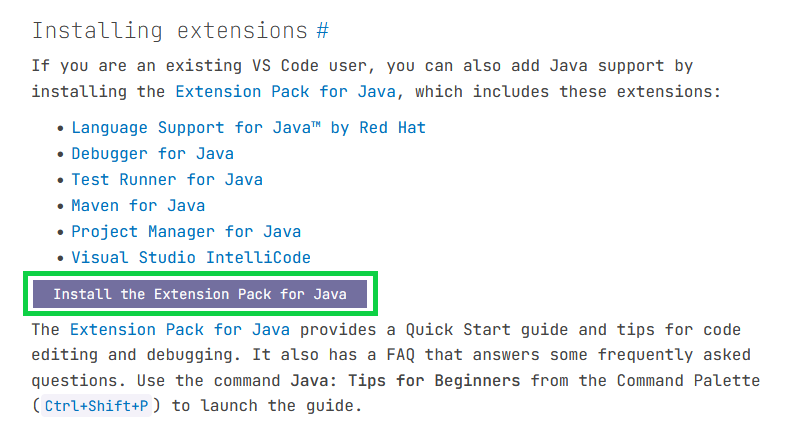 Installing extensions #
If you are an existing VS Code user, you can also add Java support by
installing the Extension Pack for Java, which includes these extensions:
• Language Support for Java™ by Red Hat
• Debugger for Java
• Test Runner for Java
• Maven for Java
• Project Manager for Java
• Visual Studio IntelliCode
Install the Extension Pack for Java
The Extension Pack for Java provides a Quick Start guide and tips for code
editing and debugging. It also has a FAQ that answers some frequently asked
questions. Use the command Java: Tips for Beginners from the Command Palette
(Ctrl+Shift+P) to launch the guide.